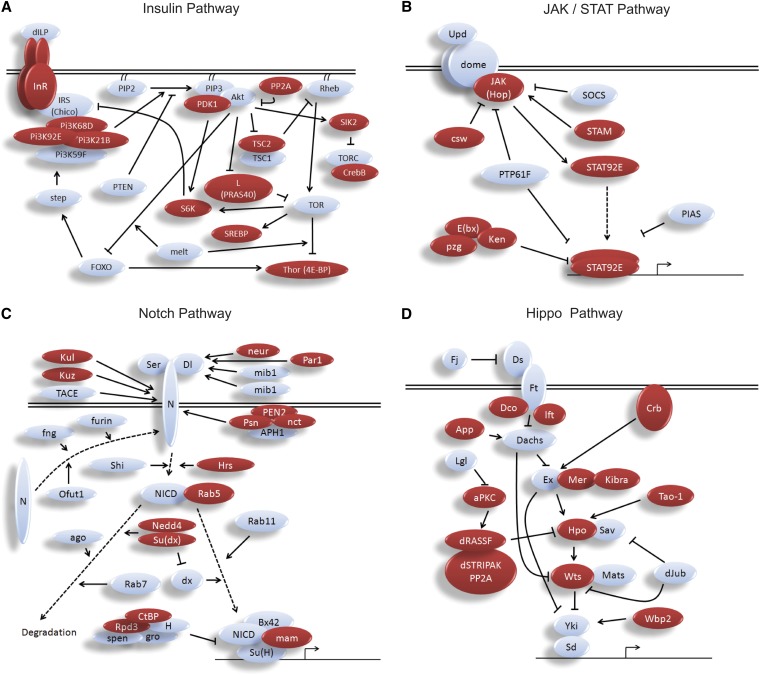 A
Insulin Pathway
dILP
InR
PIP2
PIP3
Akt
PDK1
PP2A
Rheb
IRS
(Chico)
Pi3K68D
Pi3K92E
Pi3K21B
Pi3K59F
SIK2
TSC2
TSC1
TORC
CrebB
PTEN
step
L
(PRAS40)
S6K
TOR
SREBP
melt
FOXO
Thor (4E-BP)
B
JAK / STAT Pathway
Upd
dome
JAK
(Hop)
SOCS
STAM
csw
STAT92E
PTP61F
PIAS
E(bx)
pzg
Ken
STAT92E
C
Notch Pathway
Kul
Kuz
TACE
Ser
Dl
neur
Par1
mib1
mib1
N
PEN2
Psn
nct
APH1
furin
fng
N
Ofut1
Shi
Hrs
NICD
Rab5
Nedd4
Su(dx)
Rab11
ago
Rab7
dx
Degradation
CtBP
Rpd3
H
spen
gro
Bx42
NICD
mam
Su(H)
D
Hippo Pathway
Fj
Ds
Ft
Dco
lft
Crb
App
Dachs
Lgl
Ex
Mer
Kibra
aPKC
Tao-1
Hpo
Sav
dRASSF
dSTRIPAK
PP2A
Wts
Mats
dJub
Yki
Wbp2
Sd